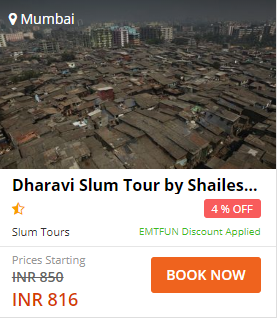 Mumbai
Dharavi Slum Tour by Shailes...
4 % OFF
Slum Tours
EMTFUN Discount Applied
Prices Starting
INR 850
INR 816
BOOK NOW